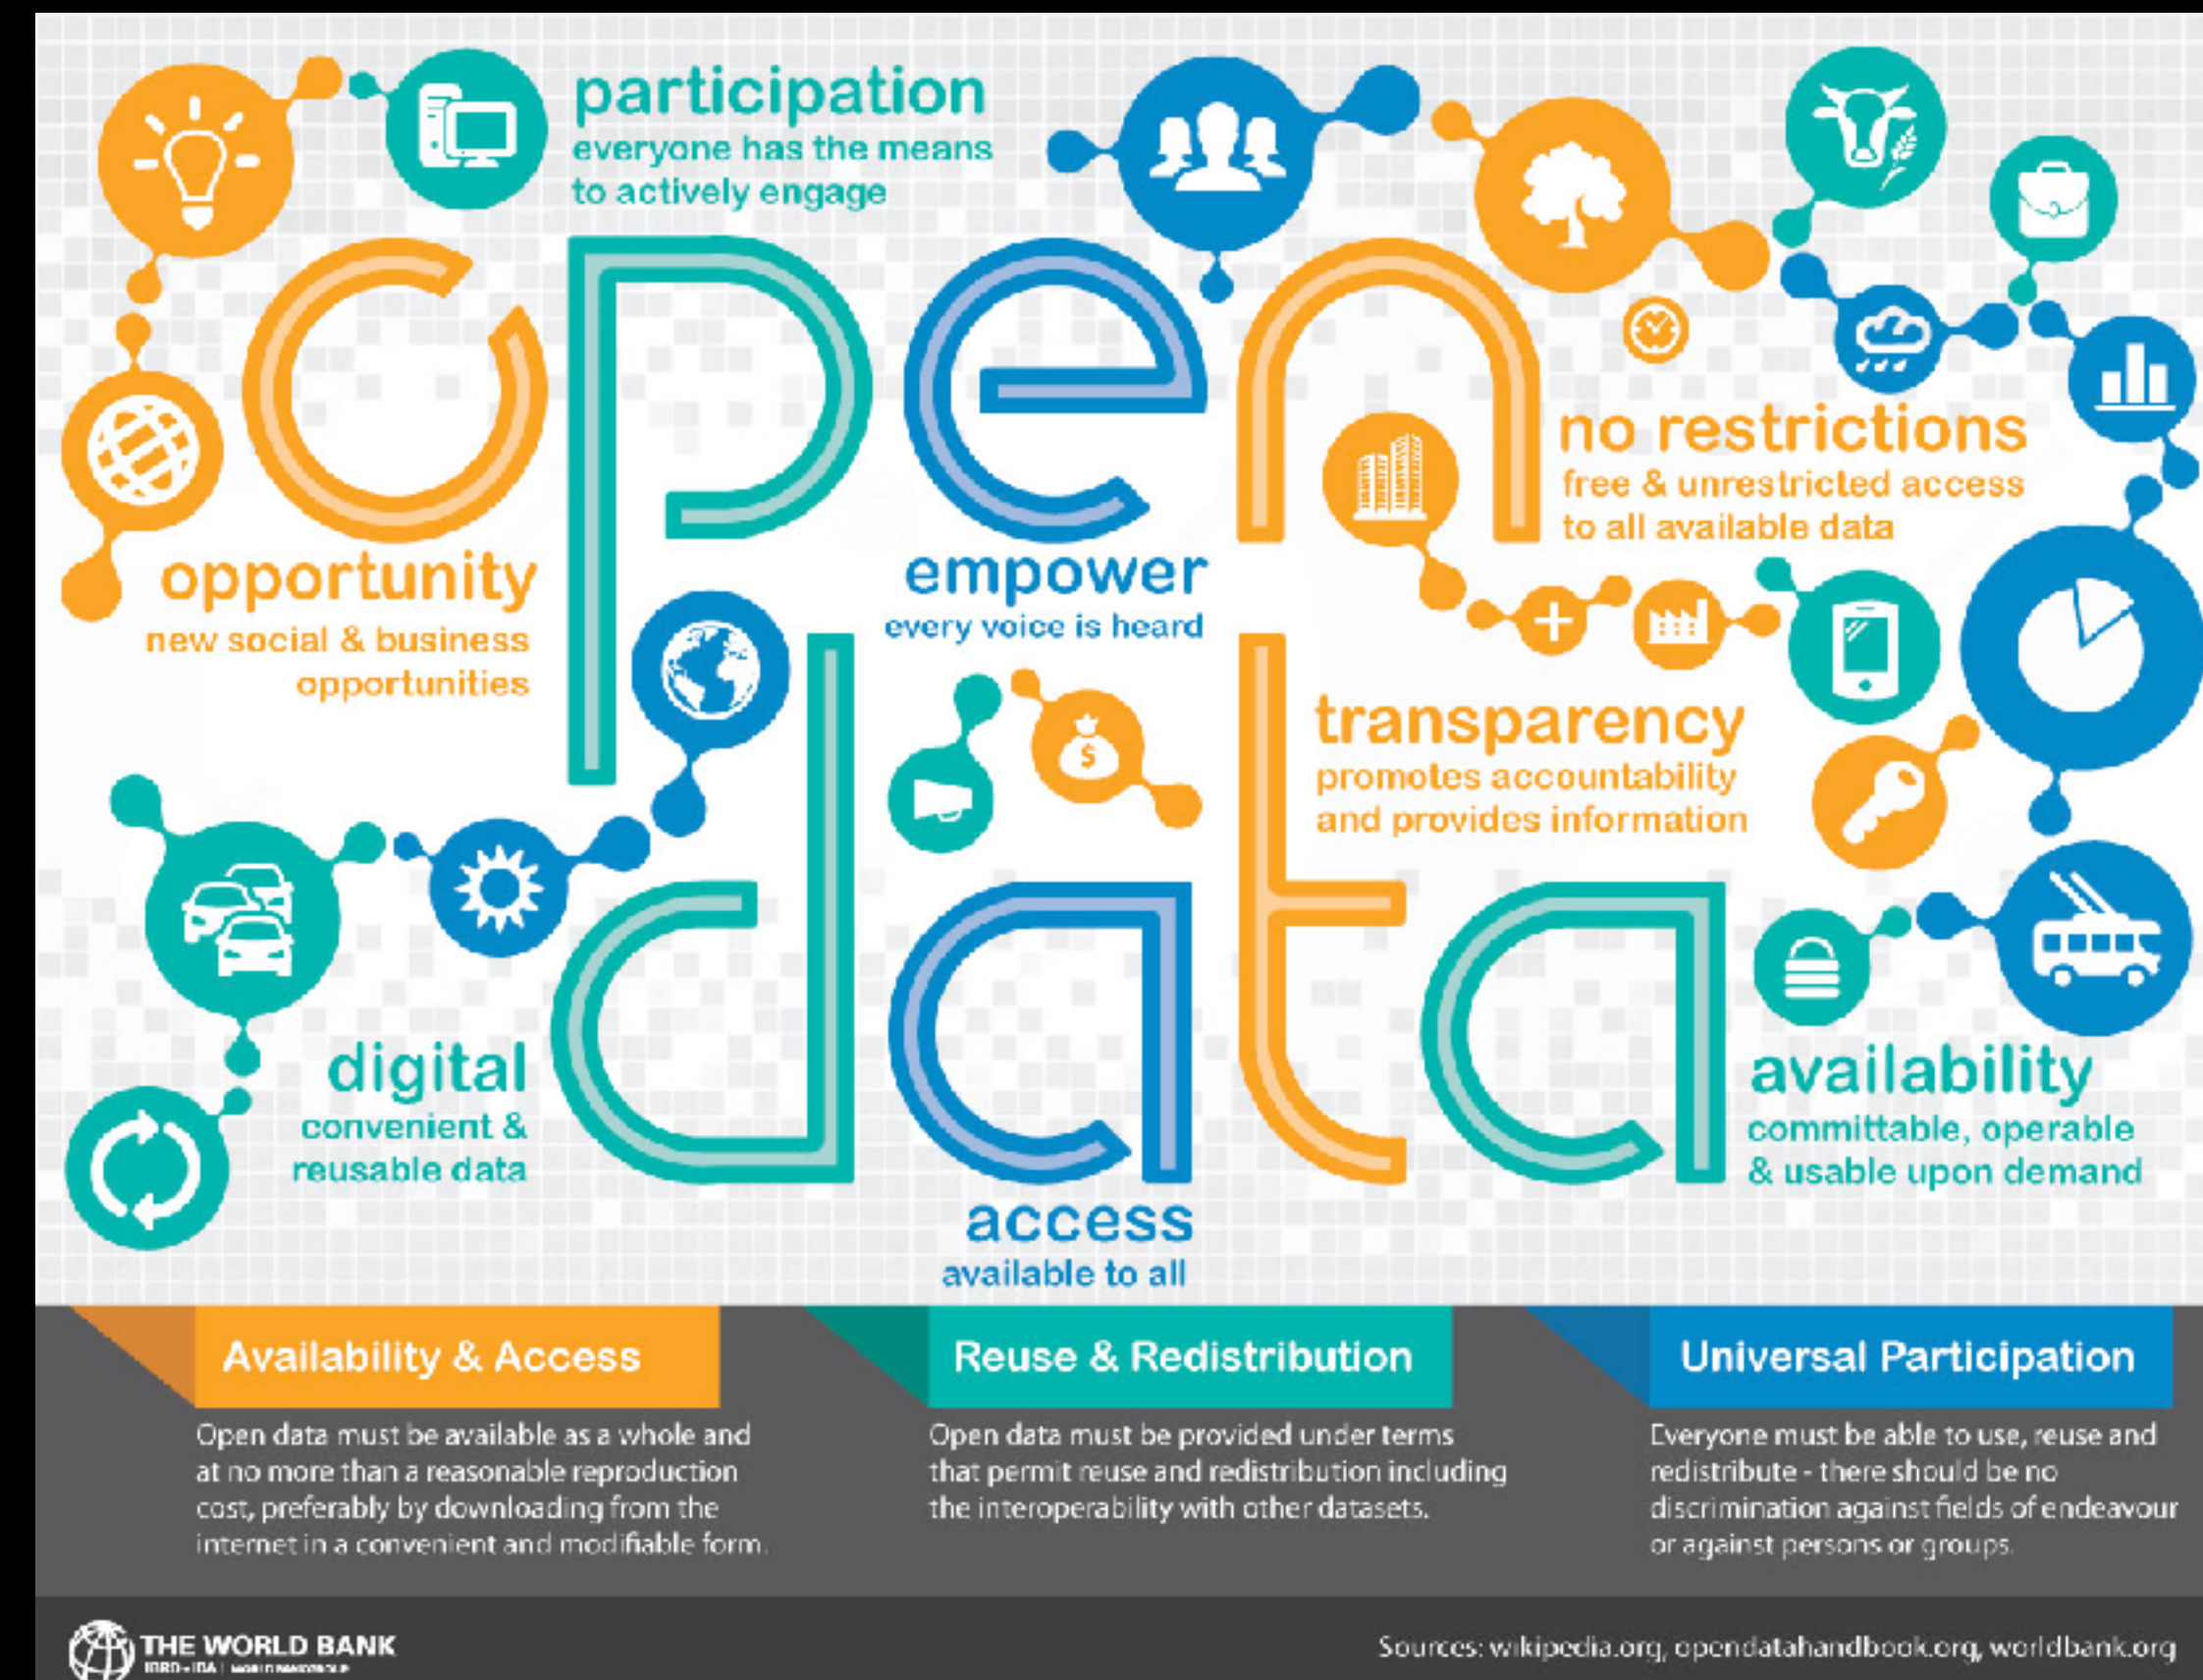 participation
everyone has the means
to actively engage
open
opportunity
new social & business
opportunities
empower
every voice is heard
no restrictions
free & unrestricted access
to all available data
$
transparency
promotes accountability
and provides information
data
digital
convenient &
reusable data
access
available to all
availability
committable, operable
& usable upon demand
Availability & Access
Open data must be available as a whole and
at no more than a reasonable reproduction
cost, preferably by downloading from the
internet in a convenient and modifiable form.
Reuse & Redistribution
Open data must be provided under terms
that permit reuse and redistribution including
the interoperability with other datasets.
Universal Participation
Everyone must be able to use, reuse and
redistribute - there should be no
discrimination against fields of endeavour
or against persons or groups.
THE WORLD BANK
IBRD • IDA | WORLD BANK GROUP
Sources: wikipedia.org, opendatahandbook.org, worldbank.org